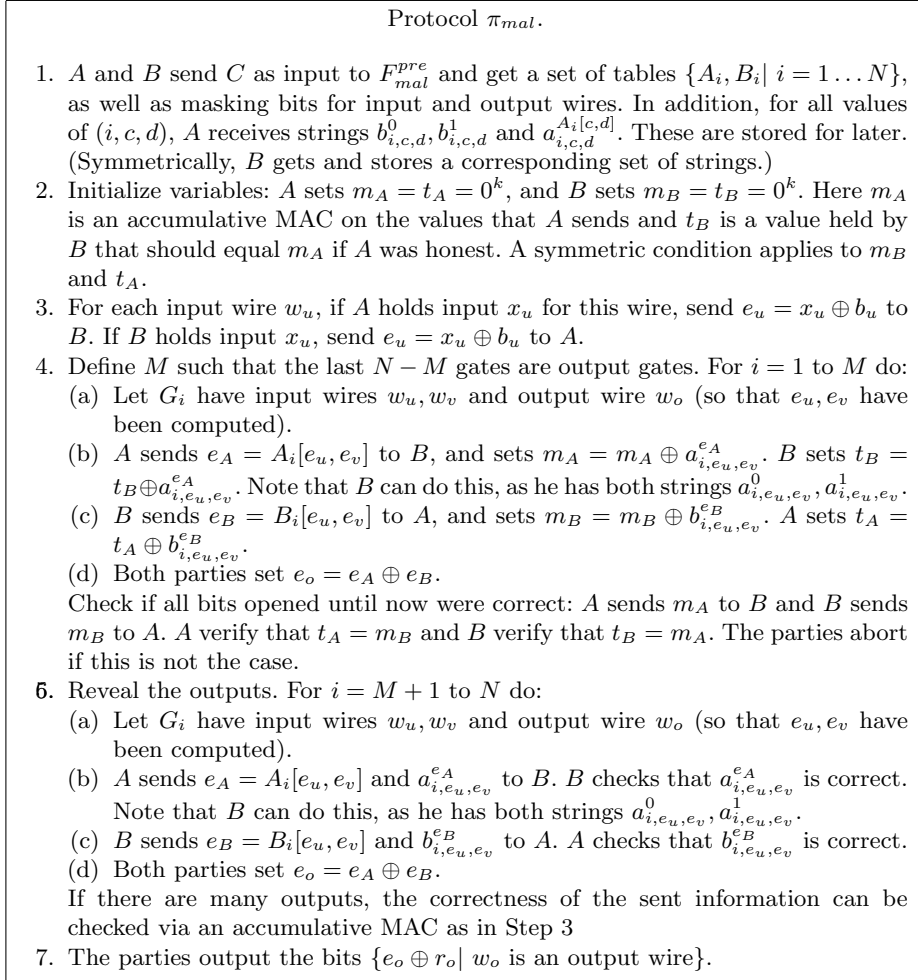 Protocol π_{mal}.
1. A and B send C as input to F^{pre}_{mal} and get a set of tables {A_i, B_i| i = 1 . . . N},
as well as masking bits for input and output wires. In addition, for all values
of (i, c, d), A receives strings b^0_{i,c,d}, b^1_{i,c,d} and a^{A_i[c,d]}_{i,c,d}. These are stored for later.
(Symmetrically, B gets and stores a corresponding set of strings.)
2. Initialize variables: A sets m_A = t_A = 0^k, and B sets m_B = t_B = 0^k. Here m_A
is an accumulative MAC on the values that A sends and t_B is a value held by
B that should equal m_A if A was honest. A symmetric condition applies to m_B
and t_A.
3. For each input wire w_u, if A holds input x_u for this wire, send e_u = x_u ⊕ b_u to
B. If B holds input x_u, send e_u = x_u ⊕ b_u to A.
4. Define M such that the last N − M gates are output gates. For i = 1 to M do:
(a) Let G_i have input wires w_u, w_v and output wire w_o (so that e_u, e_v have
been computed).
(b) A sends e_A = A_i[e_u, e_v] to B, and sets m_A = m_A ⊕ a^{e_A}_{i,e_u,e_v}. B sets t_B =
t_B⊕a^{e_A}_{i,e_u,e_v}. Note that B can do this, as he has both strings a^0_{i,e_u,e_v}, a^1_{i,e_u,e_v}.
(c) B sends e_B = B_i[e_u, e_v] to A, and sets m_B = m_B ⊕ b^{e_B}_{i,e_u,e_v}. A sets t_A =
t_A ⊕ b^{e_B}_{i,e_u,e_v}.
(d) Both parties set e_o = e_A ⊕ e_B.
Check if all bits opened until now were correct: A sends m_A to B and B sends
m_B to A. A verify that t_A = m_B and B verify that t_B = m_A. The parties abort
if this is not the case.
Reveal the outputs. For i = M + 1 to N do:
(a) Let G_i have input wires w_u, w_v and output wire w_o (so that e_u, e_v have
been computed).
(b) A sends e_A = A_i[e_u, e_v] and a^{e_A}_{i,e_u,e_v} to B. B checks that a^{e_A}_{i,e_u,e_v} is correct.
Note that B can do this, as he has both strings a^0_{i,e_u,e_v}, a^1_{i,e_u,e_v}.
(c) B sends e_B = B_i[e_u, e_v] and b^{e_B}_{i,e_u,e_v} to A. A checks that b^{e_B}_{i,e_u,e_v} is correct.
(d) Both parties set e_o = e_A ⊕ e_B.
If there are many outputs, the correctness of the sent information can be
checked via an accumulative MAC as in Step 3
7. The parties output the bits {e_o ⊕ r_o| w_o is an output wire}.